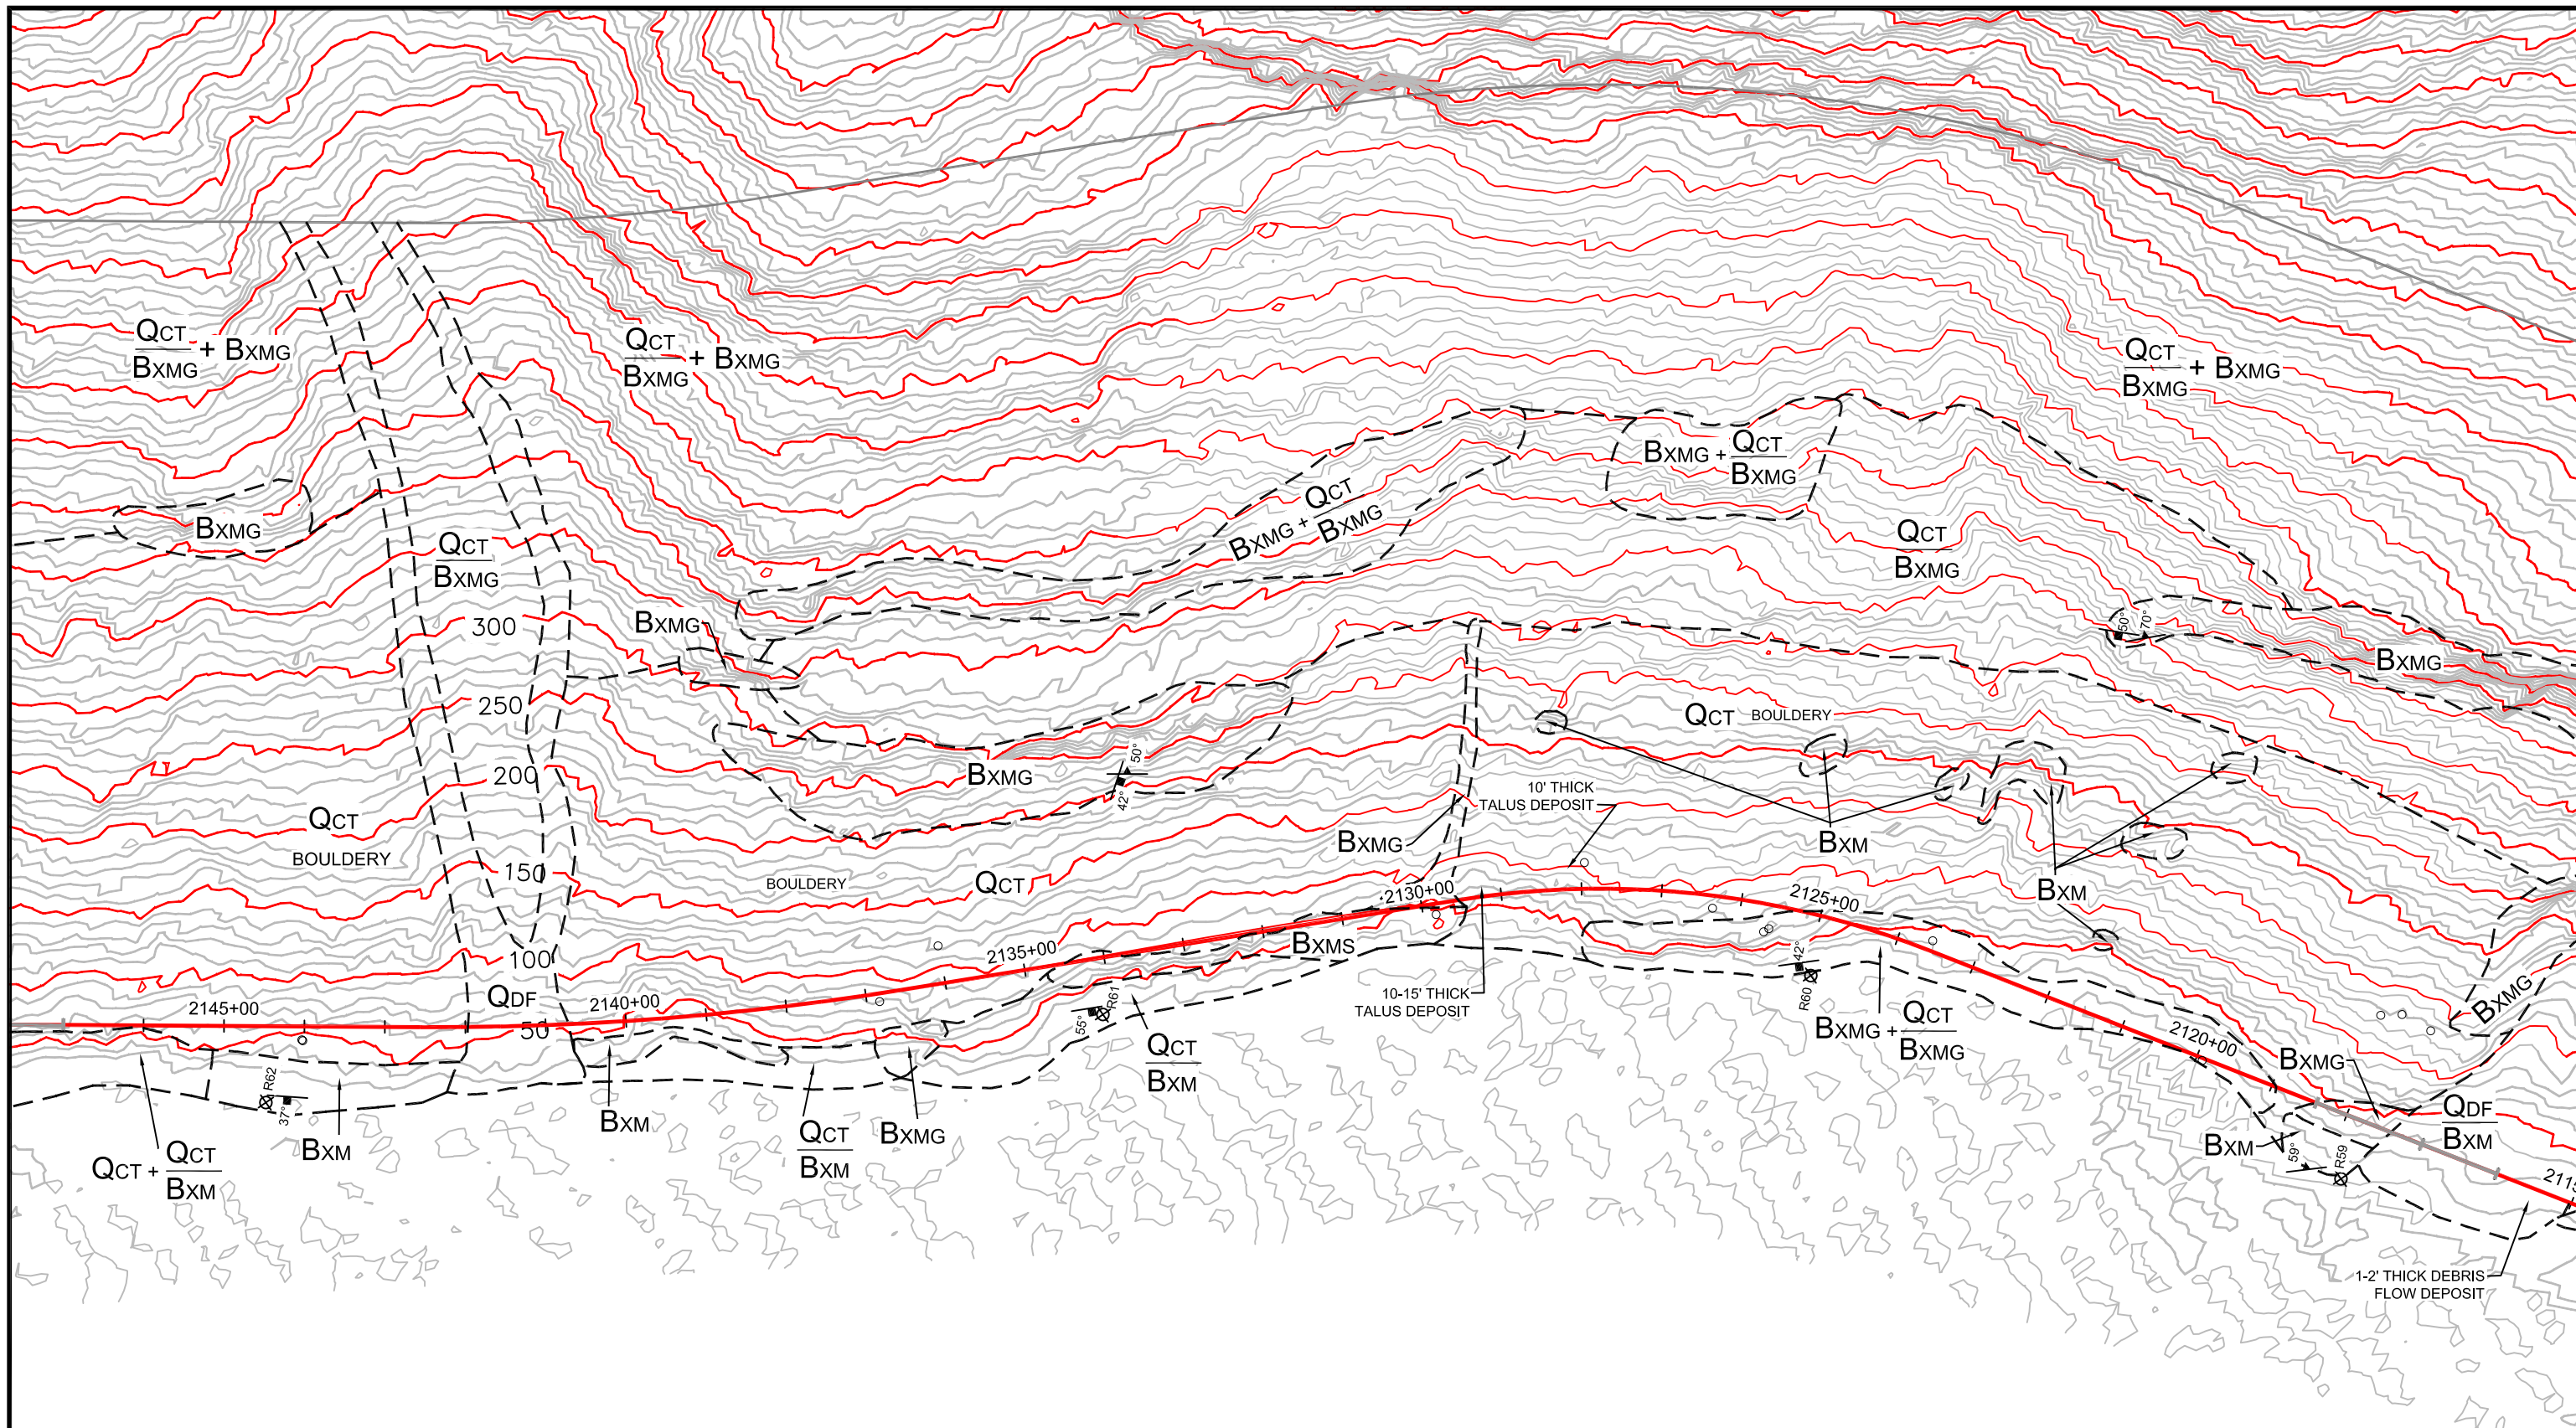 QCT
BXMG + BXMG
QCT
BXMG + BXMG
QCT
BXMG + BXMG
BXMG + QCT
BXMG
BXMG + QCT
BXMG
BXMG
QCT
BXMG
QCT
BXMG
300
BXMG
50°
70°
BXMG
250
QCT BOULDERY
200
BXMG
50°
42°
10' THICK
TALUS DEPOSIT
QCT
BOULDERY
BXMG
BXM
150
BOULDERY
QCT
BXM
2130+00
2125+00
BXMS
2135+00
100
42°
R60
QDF
2145+00
2140+00
50
R61
55°
10-15' THICK
TALUS DEPOSIT
BXMG
BXMG + QCT
BXMG
2120+00
BXMG
QCT
BXM
R62
37°
BXM
BXM
QCT
BXM
BXMG
QCT + QCT
BXM
QDF
BXM
BXM
59°
R59
2115
1-2' THICK DEBRIS
FLOW DEPOSIT